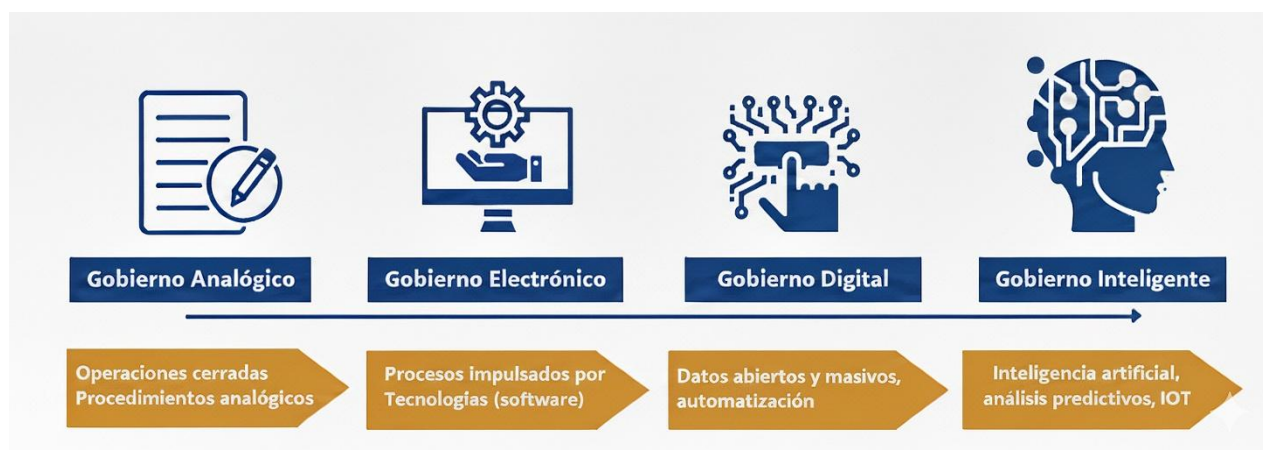 Gobierno Analógico
Gobierno Electrónico
Gobierno Digital
Gobierno Inteligente
Operaciones cerradas
Procedimientos analógicos
Procesos impulsados por
Tecnologías (software)
Datos abiertos y masivos,
automatización
Inteligencia artificial,
análisis predictivos, IOT